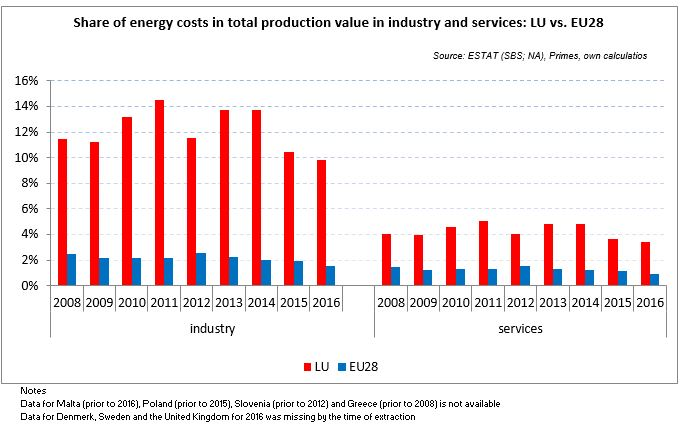 Share of energy costs in total production value in industry and services: LU vs. EU28
Source: ESTAT (SBS; NA), Primes, own calculatios
16%
14%
12%
10%
8%
6%
4%
2%
0%
2008 2009 2010 2011 2012 2013 2014 2015 2016 2008 2009 2010 2011 2012 2013 2014 2015 2016
industry services
LU EU28
Notes
Data for Malta (prior to 2016), Poland (prior to 2015), Slovenia (prior to 2012) and Greece (prior to 2008) is not available
Data for Denmerk, Sweden and the United Kingdom for 2016 was missing by the time of extraction